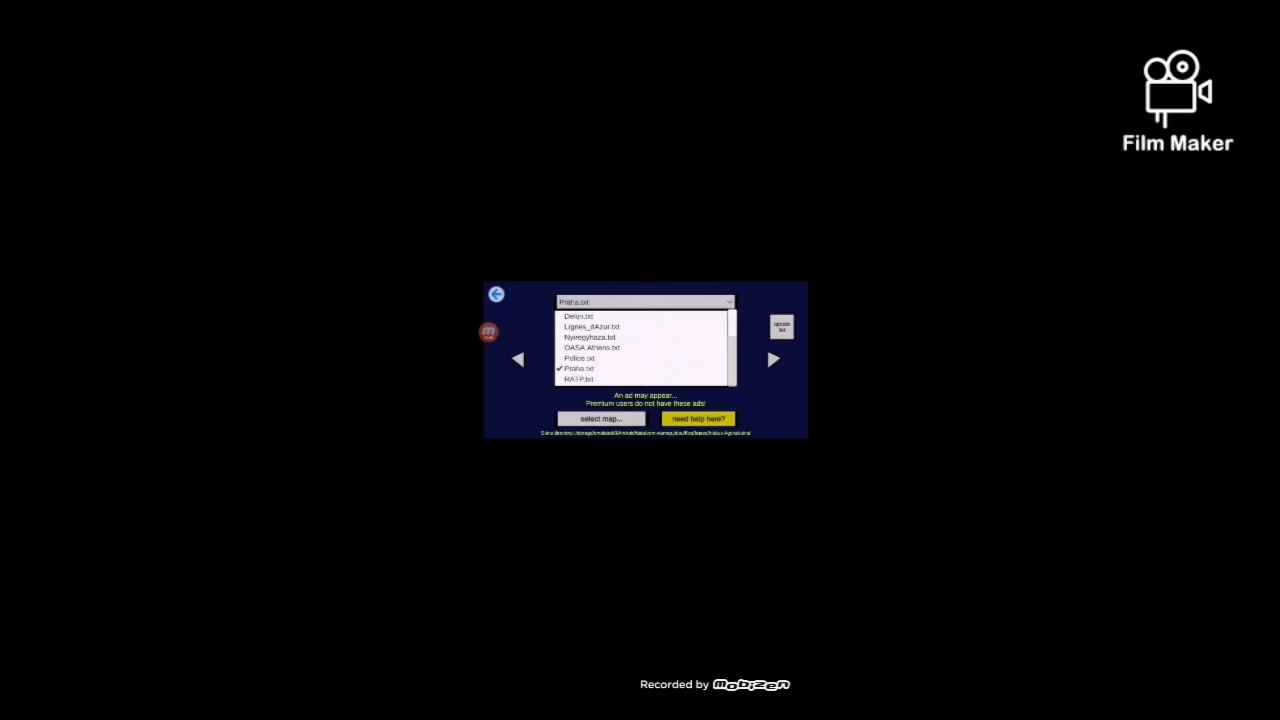 Film Maker
Praha.txt
Delijn.txt
Lignes_dAzur.txt
Nyiregyhaza.txt
OASA Athens.txt
Police.txt
✓ Praha.txt
RATP.txt
An ad may appear...
Premium users do not have these ads!
select map...
need help here?
Recorded by Mobizen